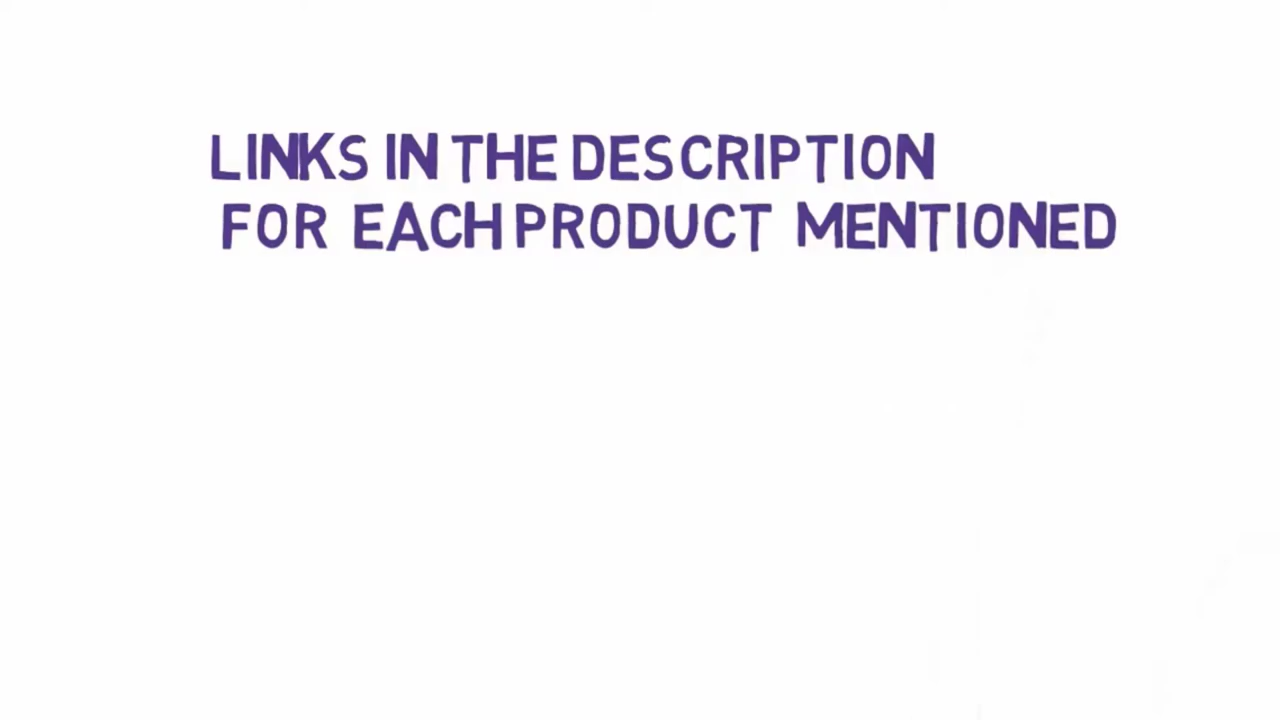 LINKS IN THE DESCRIPTION
FOR EACH PRODUCT MENTIONED